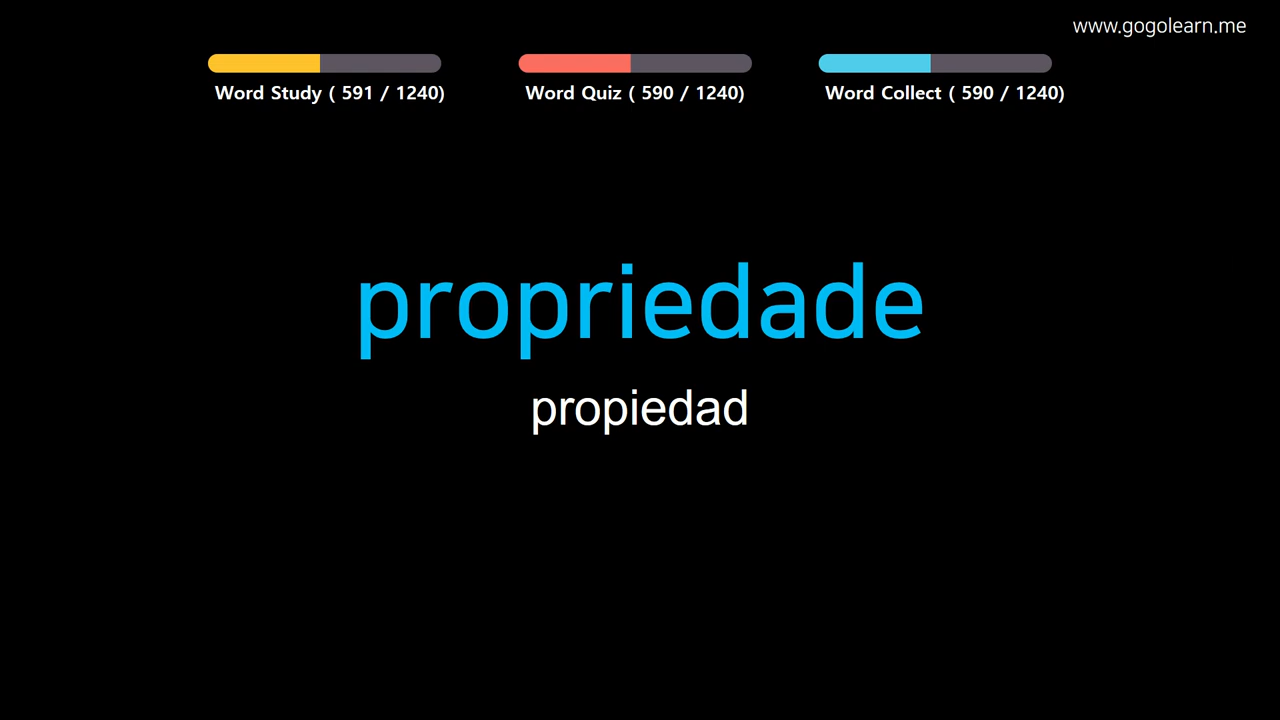 www.gogolearn.me
Word Study ( 591 / 1240)
Word Quiz ( 590 / 1240)
Word Collect ( 590 / 1240)
propriedade
propiedad